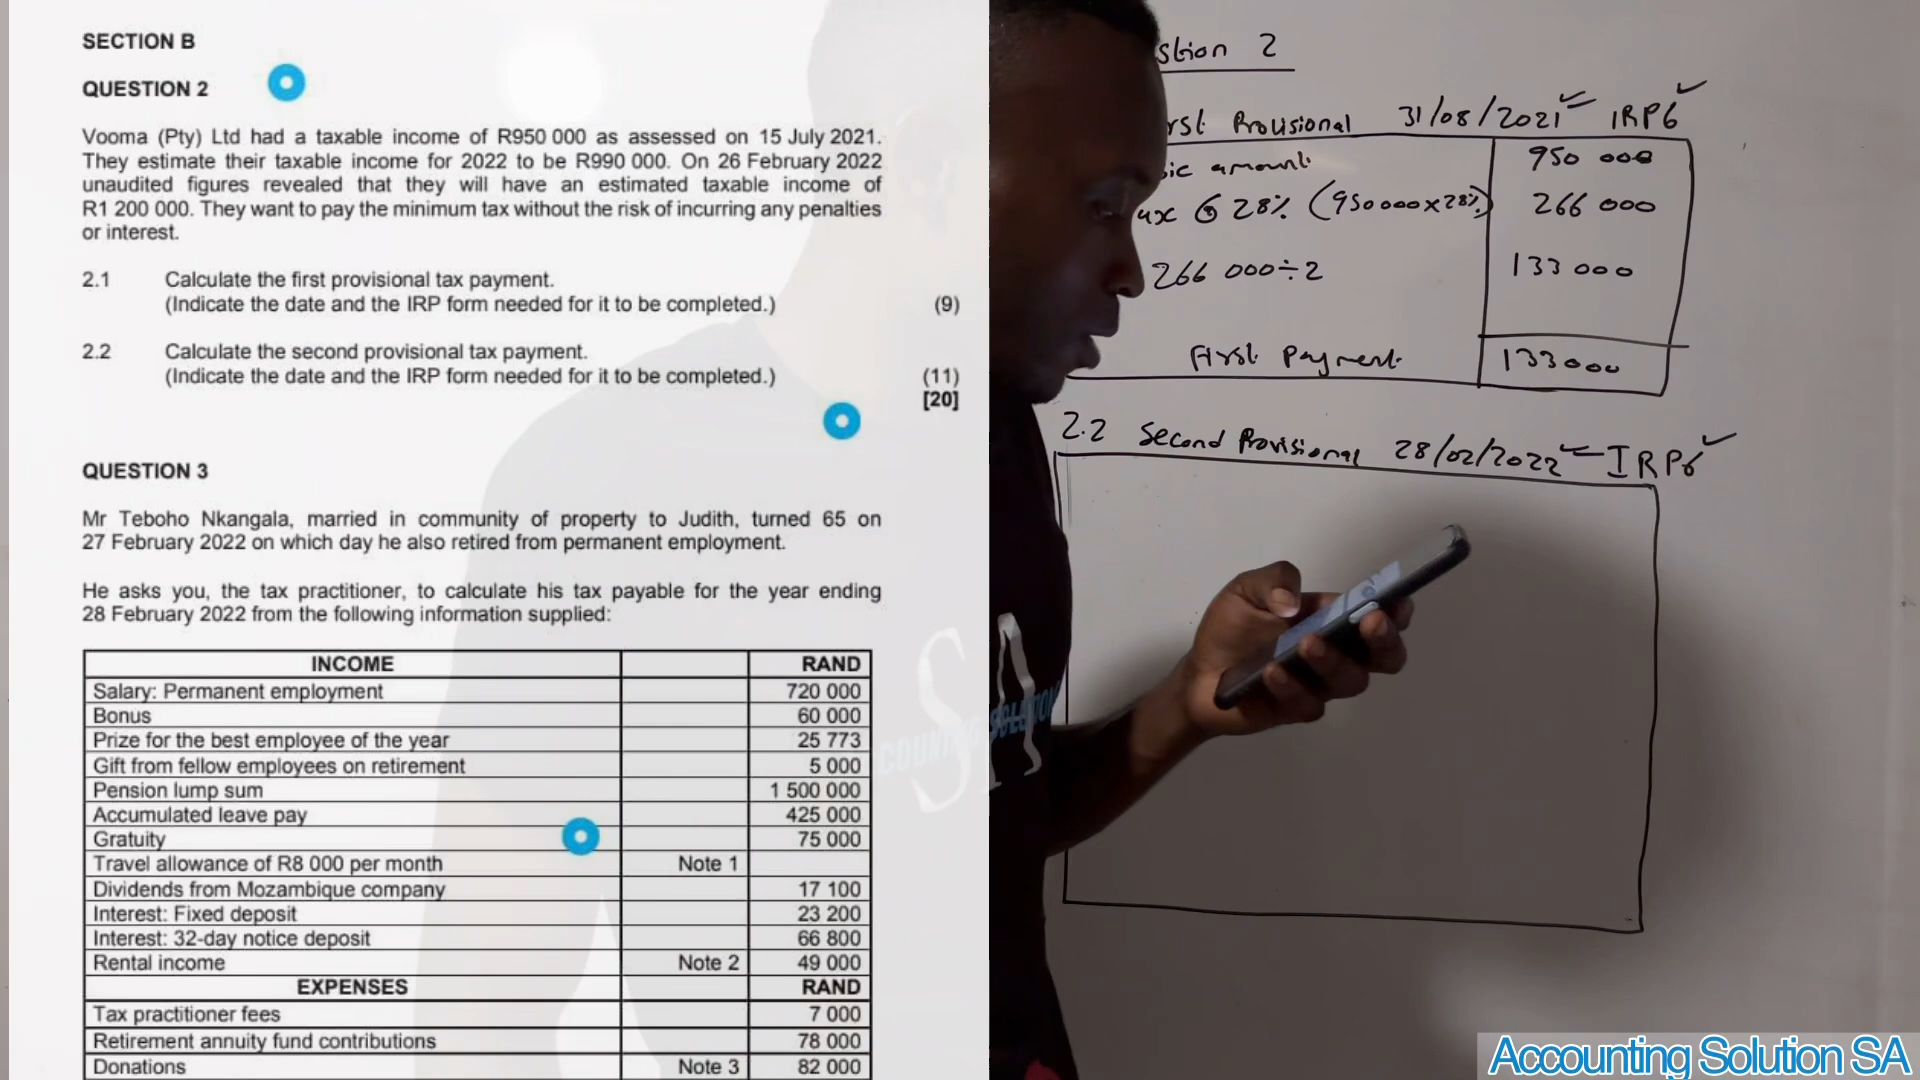 SECTION B
QUESTION 2
Vooma (Pty) Ltd had a taxable income of R950 000 as assessed on 15 July 2021.
They estimate their taxable income for 2022 to be R990 000. On 26 February 2022
unaudited figures revealed that they will have an estimated taxable income of
R1 200 000. They want to pay the minimum tax without the risk of incurring any penalties
or interest.
2.1 Calculate the first provisional tax payment.
(Indicate the date and the IRP form needed for it to be completed.) (9)
2.2 Calculate the second provisional tax payment.
(Indicate the date and the IRP form needed for it to be completed.) (11)
[20]
QUESTION 3
Mr Teboho Nkangala, married in community of property to Judith, turned 65 on
27 February 2022 on which day he also retired from permanent employment.
He asks you, the tax practitioner, to calculate his tax payable for the year ending
28 February 2022 from the following information supplied:
INCOME RAND
Salary: Permanent employment 720 000
Bonus 60 000
Prize for the best employee of the year 25 773
Gift from fellow employees on retirement 5 000
Pension lump sum 1 500 000
Accumulated leave pay 425 000
Gratuity 75 000
Travel allowance of R8 000 per month Note 1
Dividends from Mozambique company 17 100
Interest: Fixed deposit 23 200
Interest: 32-day notice deposit 66 800
Rental income Note 2 49 000
EXPENSES RAND
Tax practitioner fees 7 000
Retirement annuity fund contributions 78 000
Donations Note 3 82 000
stion 2
rst Provisional 31/08/2021 IRP6
sic amount 950 000
ax @ 28% (950000x28%) 266 000
266 000÷2 133 000
First Payment 133000
2.2 Second Provisional 28/02/2022 IRP6
SA
Accounting Solution SA